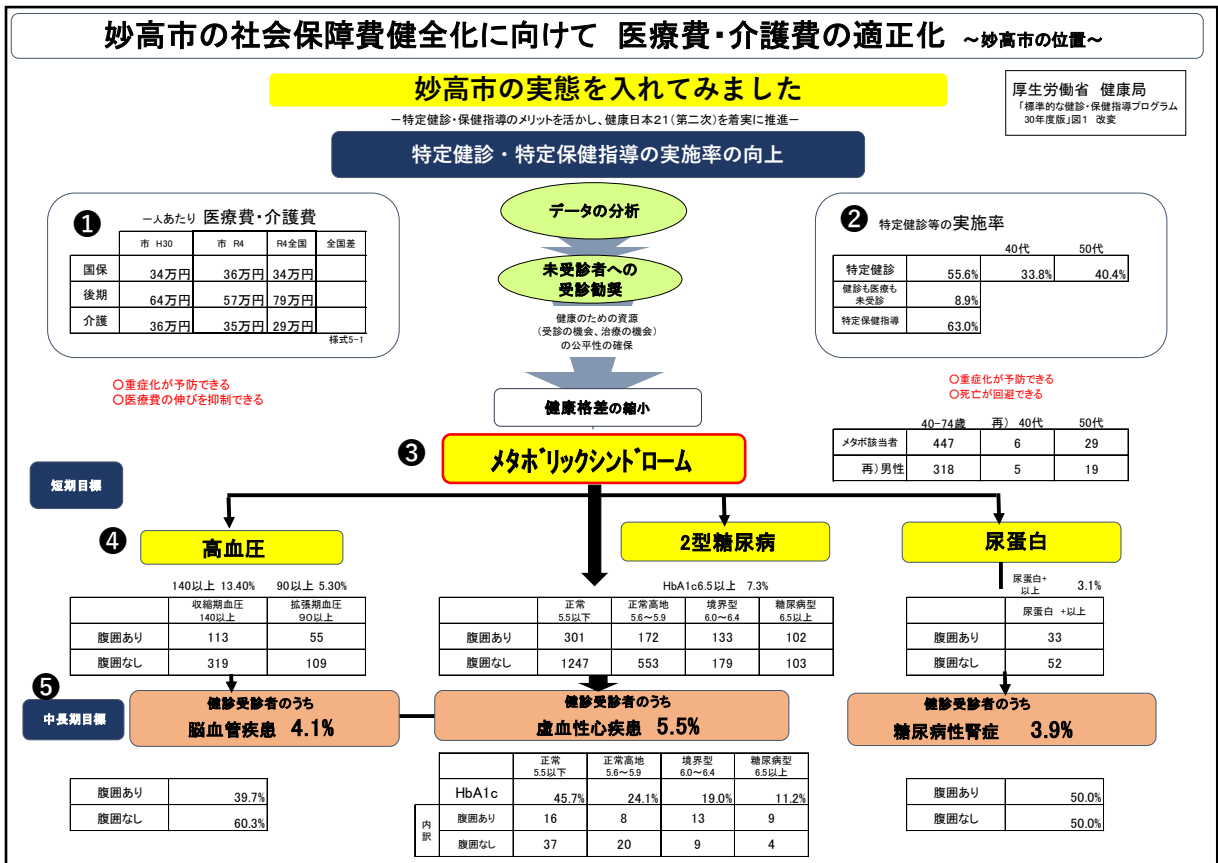 妙高市の社会保障費健全化に向けて 医療費・介護費の適正化 ～妙高市の位置～
妙高市の実態を入れてみました
－特定健診・保健指導のメリットを活かし、健康日本21（第二次）を着実に推進－
厚生労働省 健康局
「標準的な健診・保健指導プログラム
30年度版」図1 改変
特定健診・特定保健指導の実施率の向上
❶ 一人あたり 医療費・介護費
市 H30 市 R4 R4全国 全国差
国保 34万円 36万円 34万円
後期 64万円 57万円 79万円
介護 36万円 35万円 29万円
様式5-1
○重症化が予防できる
○医療費の伸びを抑制できる
データの分析
未受診者への
受診勧奨
健康のための資源
（受診の機会、治療の機会）
の公平性の確保
健康格差の縮小
❷ 特定健診等の実施率
40代 50代
特定健診 55.6% 33.8% 40.4%
健診も医療も
未受診 8.9%
特定保健指導 63.0%
○重症化が予防できる
○死亡が回避できる
40-74歳 再） 40代 50代
メタボ該当者 447 6 29
再）男性 318 5 19
❸ メタボリックシンドローム
短期目標
❹ 高血圧
2型糖尿病
尿蛋白
140以上 13.40% 90以上 5.30%
収縮期血圧
140以上
拡張期血圧
90以上
腹囲あり 113 55
腹囲なし 319 109
HbA1c6.5以上 7.3%
正常
5.5以下
正常高地
5.6～5.9
境界型
6.0～6.4
糖尿病型
6.5以上
腹囲あり 301 172 133 102
腹囲なし 1247 553 179 103
尿蛋白+
以上
3.1%
尿蛋白 +以上
腹囲あり 33
腹囲なし 52
❺
中長期目標
健診受診者のうち
脳血管疾患 4.1%
健診受診者のうち
虚血性心疾患 5.5%
健診受診者のうち
糖尿病性腎症 3.9%
腹囲あり 39.7%
腹囲なし 60.3%
正常
5.5以下
正常高地
5.6～5.9
境界型
6.0～6.4
糖尿病型
6.5以上
HbA1c 45.7% 24.1% 19.0% 11.2%
内訳
腹囲あり 16 8 13 9
腹囲なし 37 20 9 4
腹囲あり 50.0%
腹囲なし 50.0%